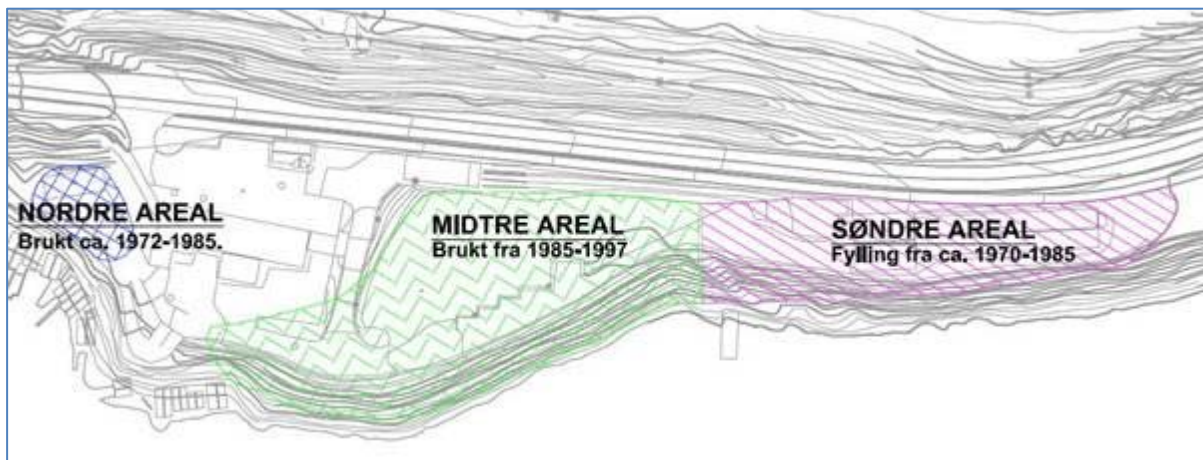 NORDRE AREAL
Brukt ca. 1972-1985.
MIDTRE AREAL
Brukt fra 1985-1997
SØNDRE AREAL
Fylling fra ca. 1970-1985